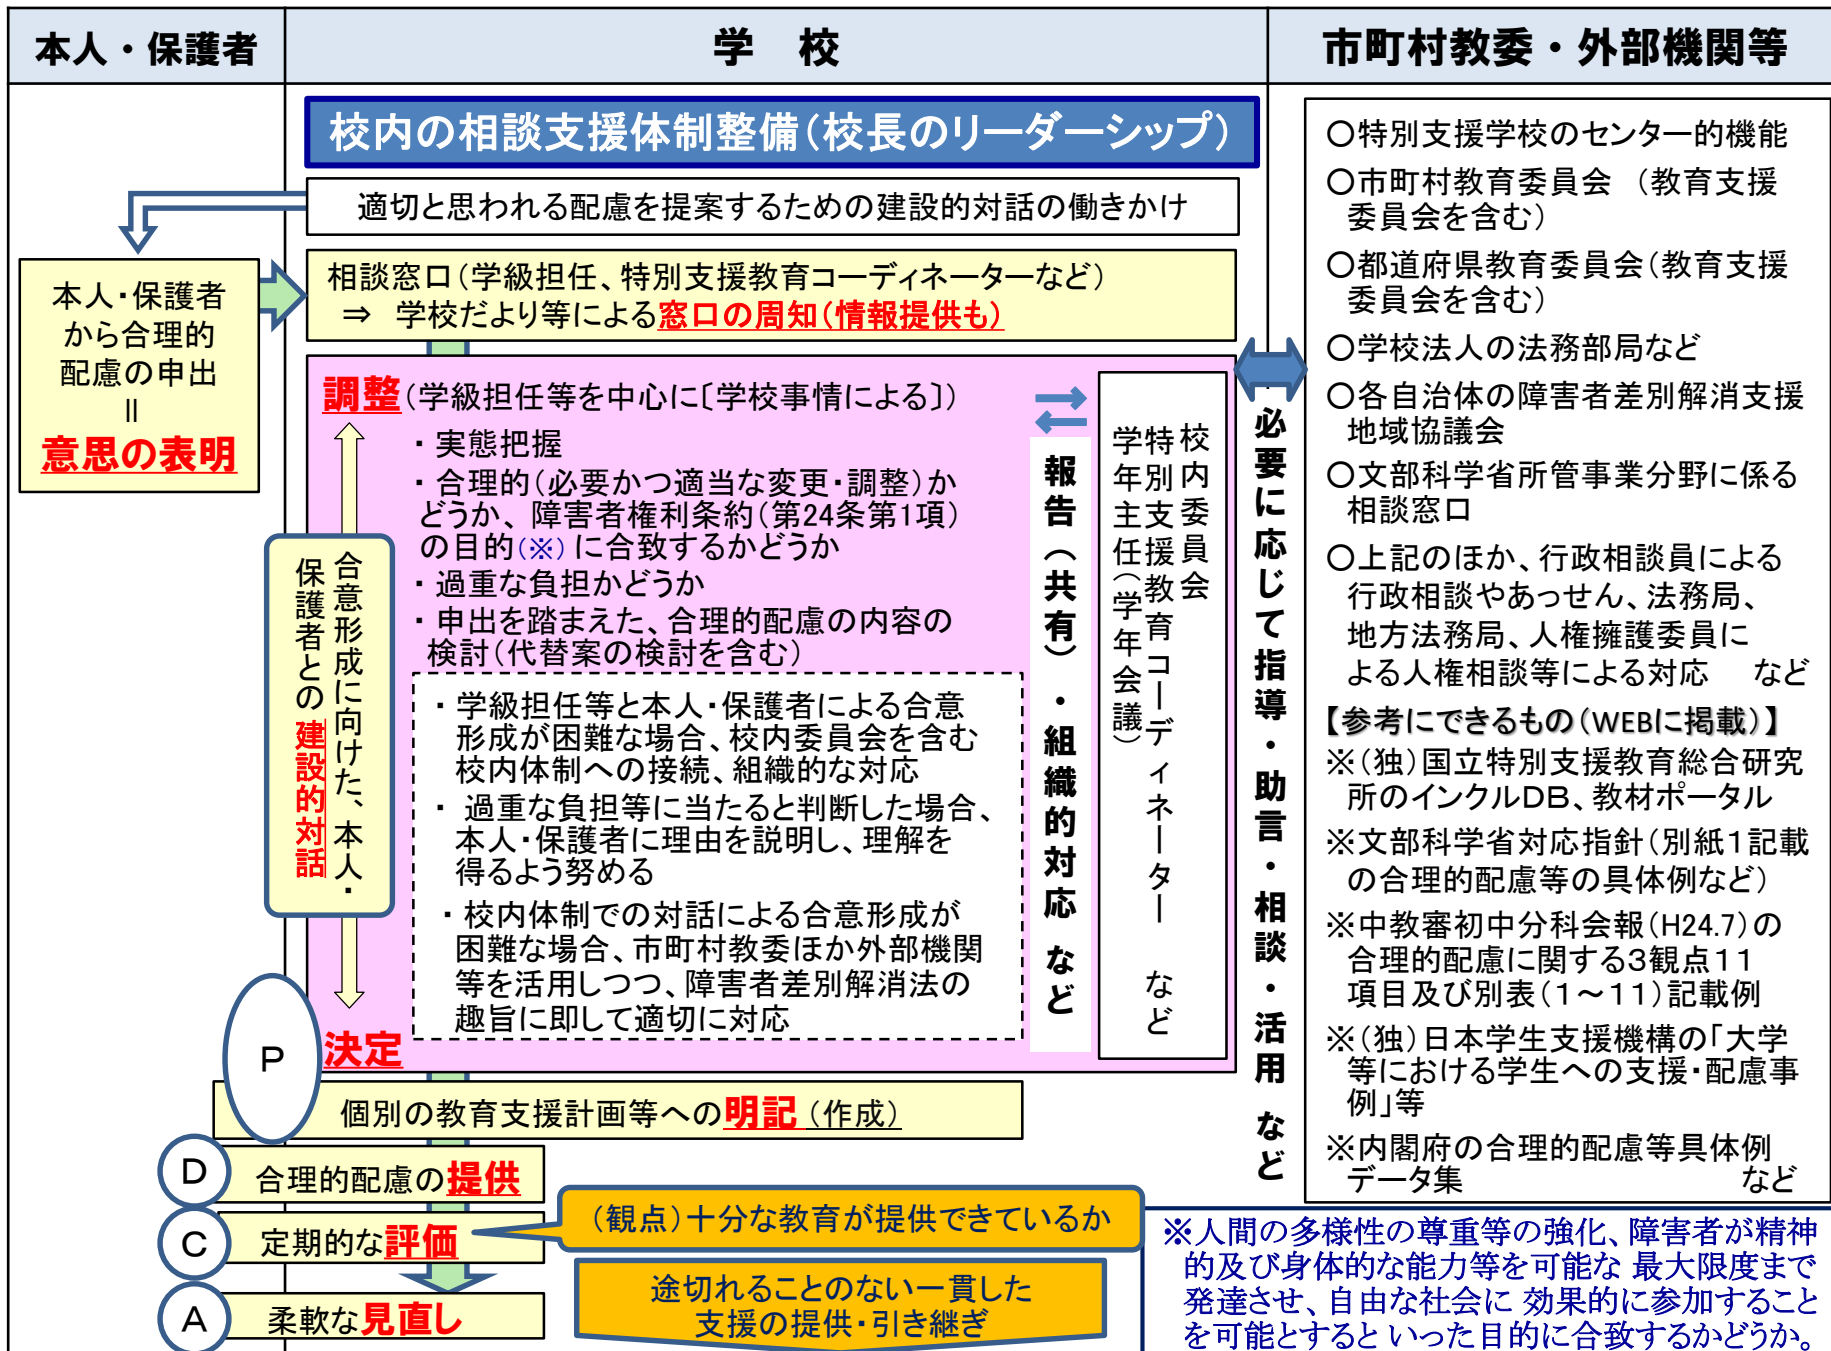 本人・保護者
学　校
市町村教委・外部機関等
校内の相談支援体制整備(校長のリーダーシップ)
適切と思われる配慮を提案するための建設的対話の働きかけ
本人・保護者
から合理的
配慮の申出
＝
意思の表明
相談窓口(学級担任、特別支援教育コーディネーターなど)
⇒　学校だより等による窓口の周知(情報提供も)
調整(学級担任等を中心に〔学校事情による〕)
・実態把握
・合理的(必要かつ適当な変更・調整)か
どうか、障害者権利条約(第24条第1項)
の目的(※)に合致するかどうか
・過重な負担かどうか
・申出を踏まえた、合理的配慮の内容の
検討(代替案の検討を含む)
・学級担任等と本人・保護者による合意
形成が困難な場合、校内委員会を含む
校内体制への接続、組織的な対応
・過重な負担等に当たると判断した場合、
本人・保護者に理由を説明し、理解を
得るよう努める
・校内体制での対話による合意形成が
困難な場合、市町村教委ほか外部機関
等を活用しつつ、障害者差別解消法の
趣旨に即して適切に対応
決定
合意形成に向けた、本人・
保護者との建設的対話
報告(共有)・組織的対応　など
校内委員会
特別支援教育コーディネーター　など
学年主任(学年会議)
必要に応じて指導・助言・相談・活用　など
P
個別の教育支援計画等への明記(作成)
D
合理的配慮の提供
C
定期的な評価
(観点)十分な教育が提供できているか
A
柔軟な見直し
途切れることのない一貫した
支援の提供・引き継ぎ
○特別支援学校のセンター的機能
○市町村教育委員会　(教育支援
委員会を含む)
○都道府県教育委員会(教育支援
委員会を含む)
○学校法人の法務部局など
○各自治体の障害者差別解消支援
地域協議会
○文部科学省所管事業分野に係る
相談窓口
○上記のほか、行政相談員による
行政相談やあっせん、法務局、
地方法務局、人権擁護委員に
よる人権相談等による対応　など
【参考にできるもの(WEBに掲載)】
※(独)国立特別支援教育総合研究
所のインクルDB、教材ポータル
※文部科学省対応指針(別紙1記載
の合理的配慮等の具体例など)
※中教審初中分科会報(H24.7)の
合理的配慮に関する3観点11
項目及び別表(1～11)記載例
※(独)日本学生支援機構の「大学
等における学生への支援・配慮事
例」等
※内閣府の合理的配慮等具体例
データ集　など
※人間の多様性の尊重等の強化、障害者が精神
的及び身体的な能力等を可能な 最大限度まで
発達させ、自由な社会に 効果的に参加すること
を可能とすると いった目的に合致するかどうか。